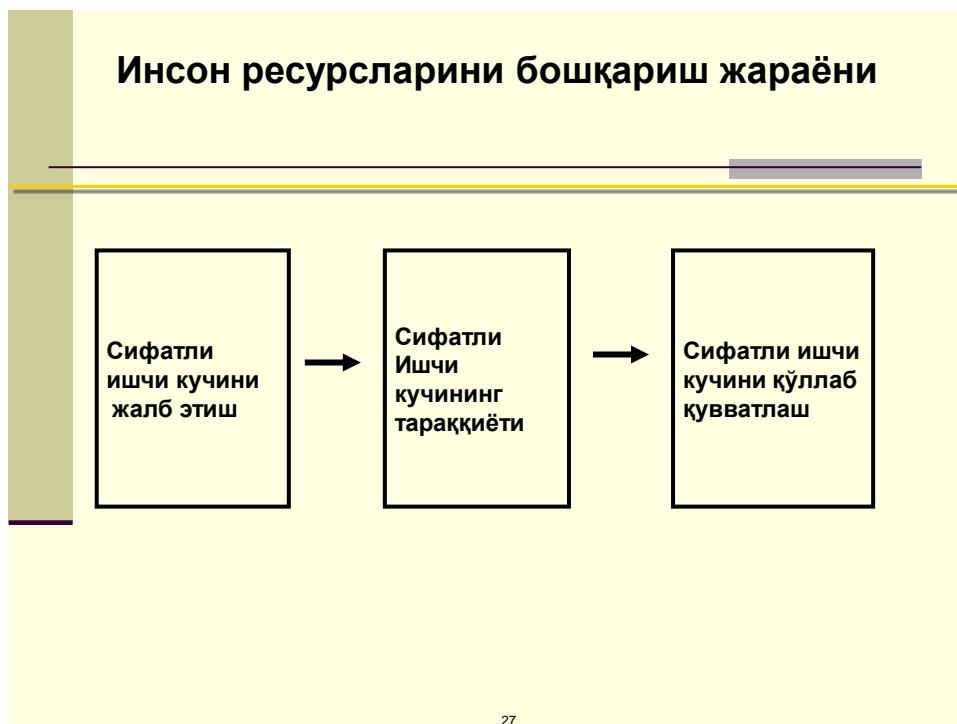 Инсон ресурсларини бошқариш жараёни
Сифатли
ишчи кучини
жалб этиш
Сифатли
Ишчи
кучининг
тараққиёти
Сифатли ишчи
кучини қўллаб
қувватлаш
27